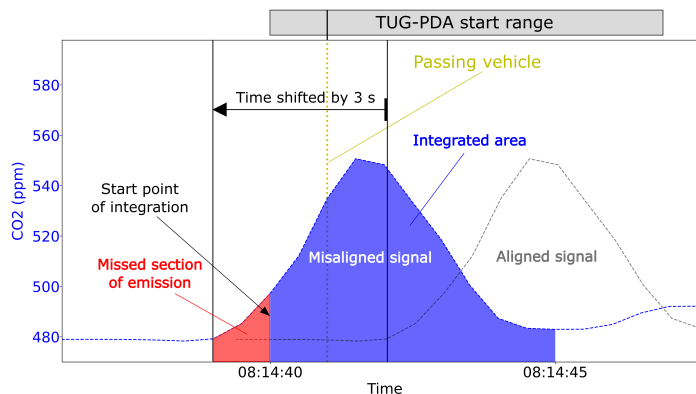 TUG-PDA start range
Passing vehicle
Time shifted by 3 s
Integrated area
Start point
of integration
Misaligned signal
Aligned signal
Missed section
of emission
CO2 (ppm)
580
560
540
520
500
480
08:14:40
08:14:45
Time